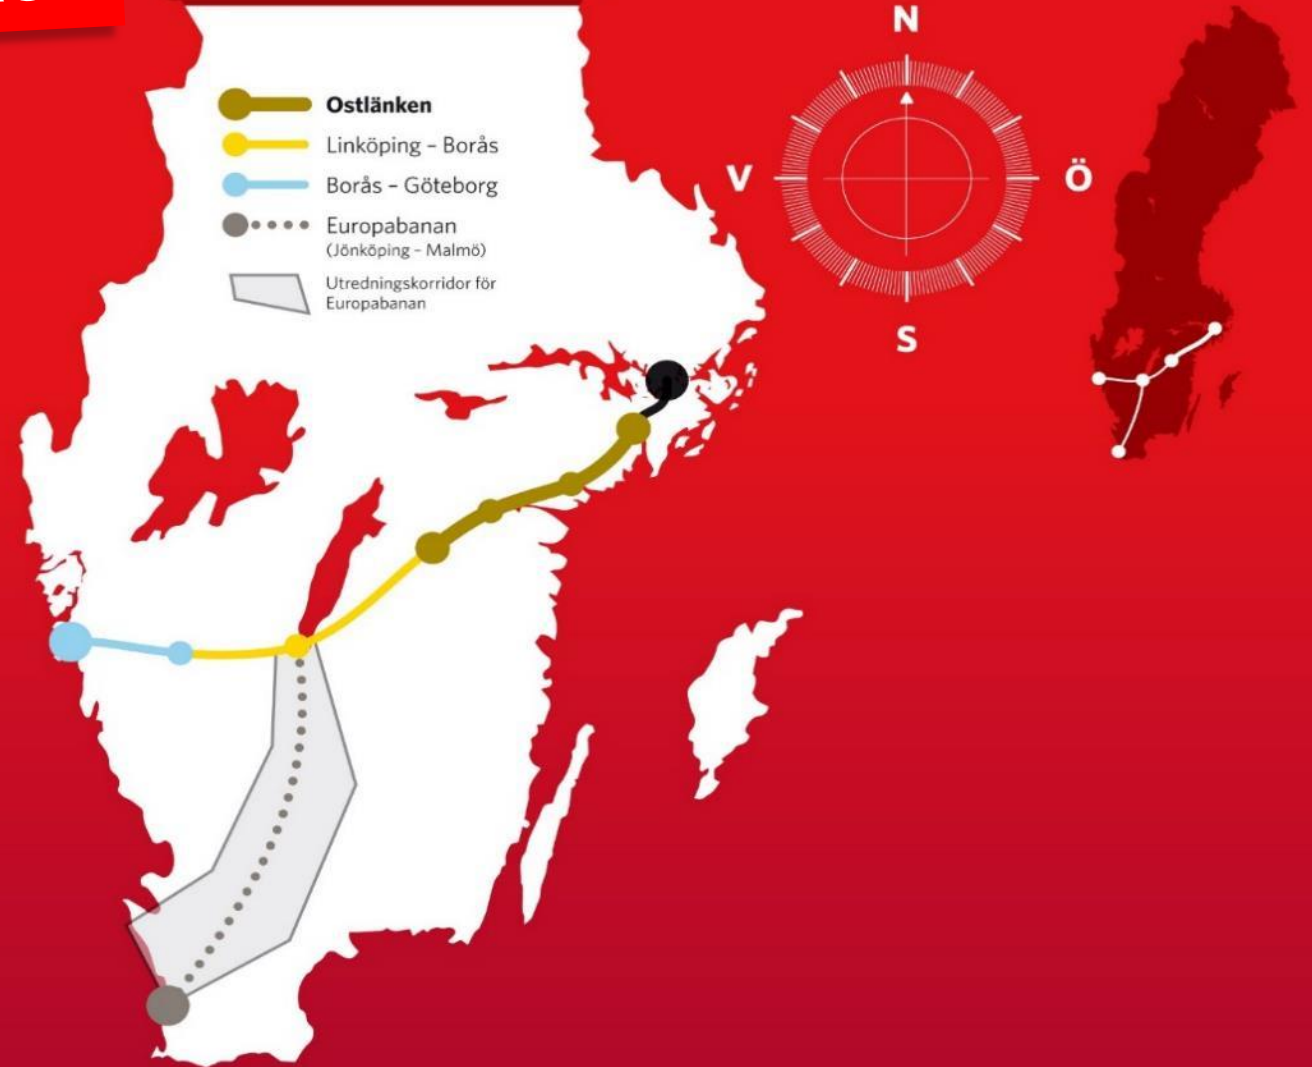 Ostlänken
Linköping – Borås
Borås – Göteborg
Europabanan
(Jönköping – Malmö)
Utredningskorridor för
Europabanan
N
V
Ö
S